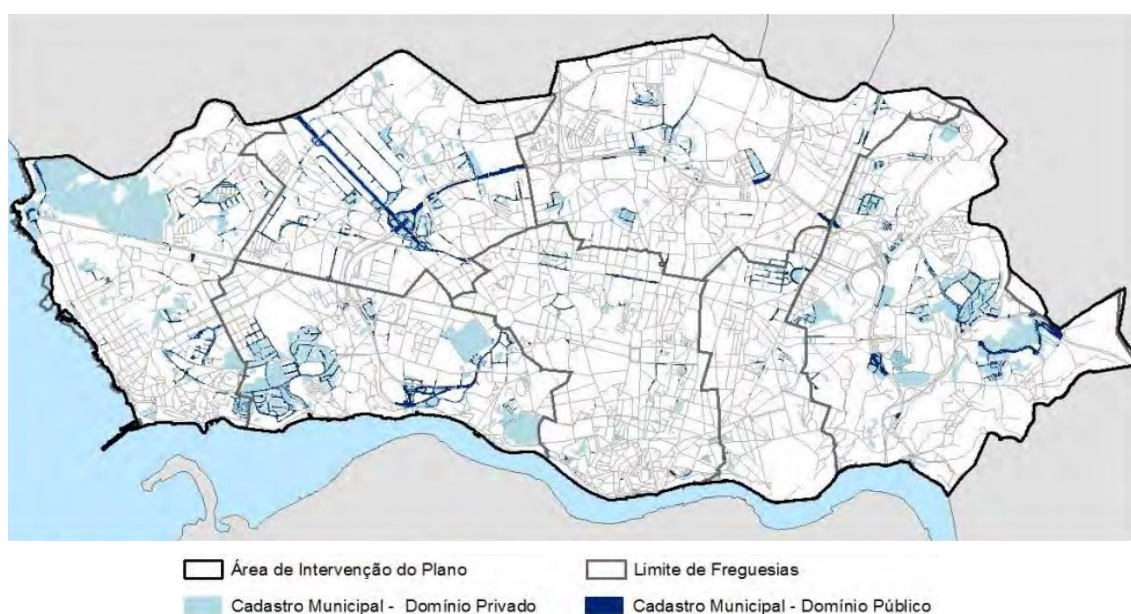 Área de Intervenção do Plano
Limite de Freguesias
Cadastro Municipal - Domínio Privado
Cadastro Municipal - Domínio Público